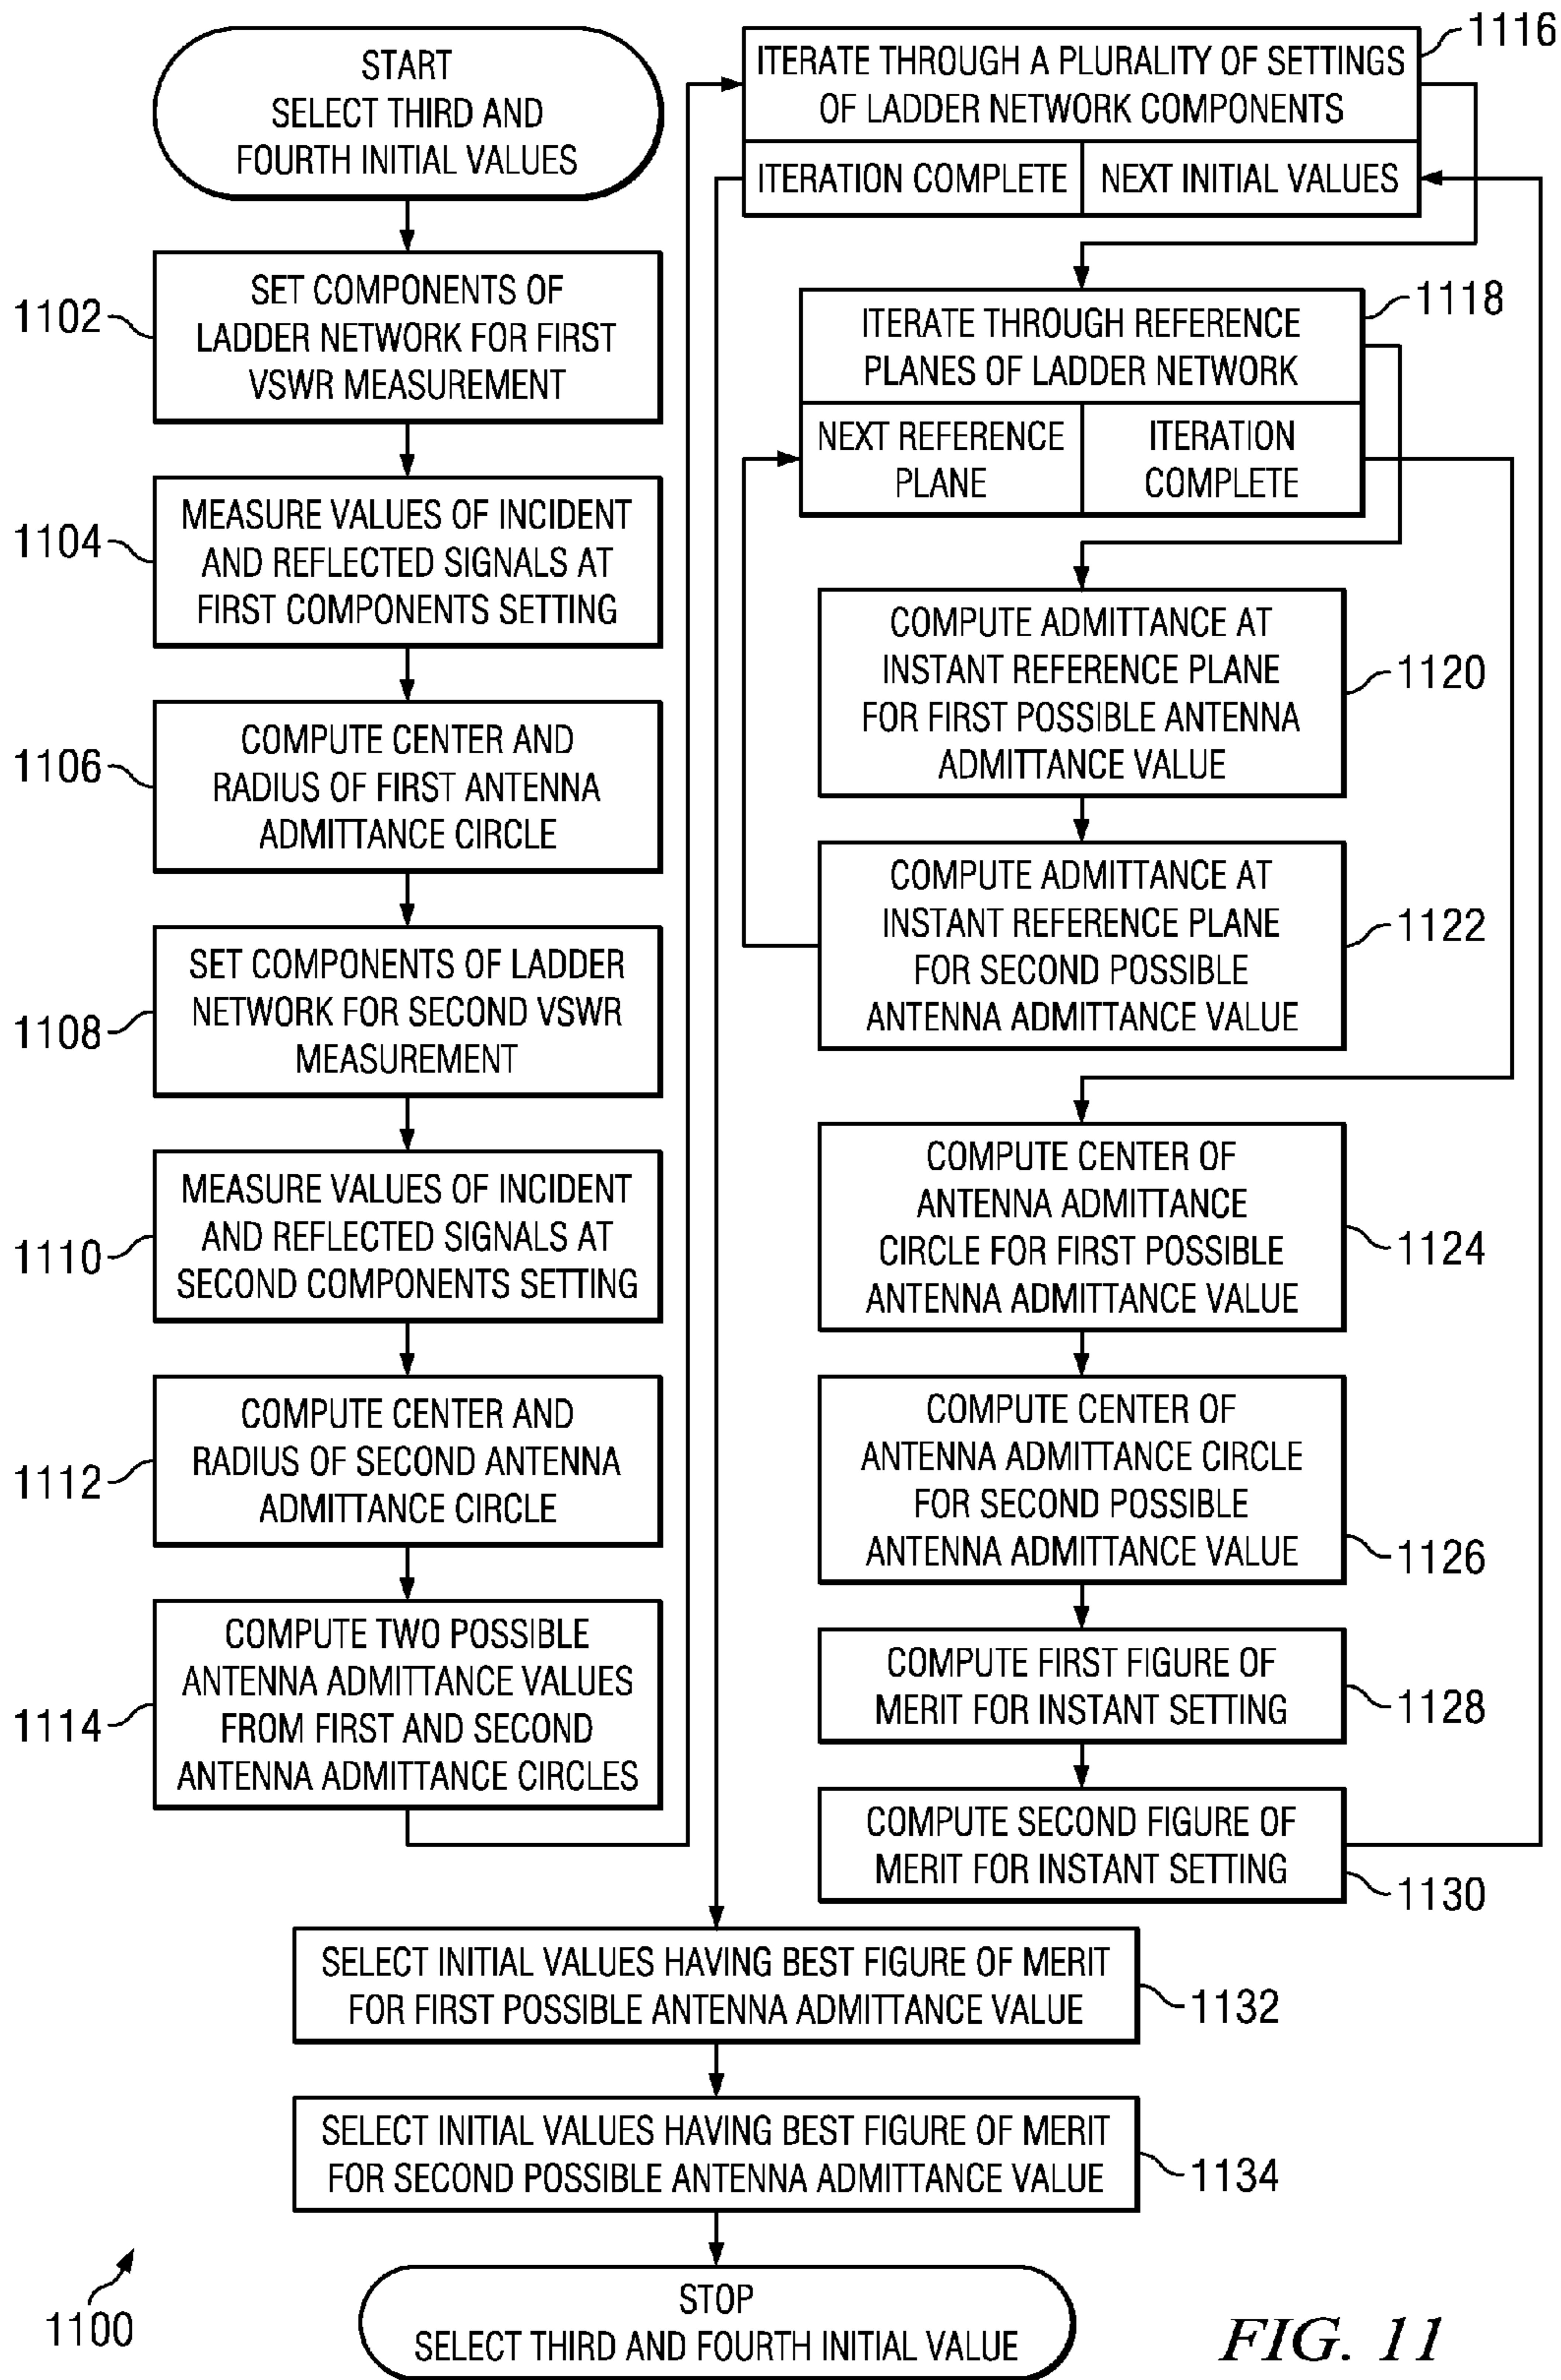 START
SELECT THIRD AND
FOURTH INITIAL VALUES
1102
SET COMPONENTS OF
LADDER NETWORK FOR FIRST
VSWR MEASUREMENT
1104
MEASURE VALUES OF INCIDENT
AND REFLECTED SIGNALS AT
FIRST COMPONENTS SETTING
1106
COMPUTE CENTER AND
RADIUS OF FIRST ANTENNA
ADMITTANCE CIRCLE
1108
SET COMPONENTS OF LADDER
NETWORK FOR SECOND VSWR
MEASUREMENT
1110
MEASURE VALUES OF INCIDENT
AND REFLECTED SIGNALS AT
SECOND COMPONENTS SETTING
1112
COMPUTE CENTER AND
RADIUS OF SECOND ANTENNA
ADMITTANCE CIRCLE
1114
COMPUTE TWO POSSIBLE
ANTENNA ADMITTANCE VALUES
FROM FIRST AND SECOND
ANTENNA ADMITTANCE CIRCLES
1116
ITERATE THROUGH A PLURALITY OF SETTINGS
OF LADDER NETWORK COMPONENTS
ITERATION COMPLETE
NEXT INITIAL VALUES
1118
ITERATE THROUGH REFERENCE
PLANES OF LADDER NETWORK
NEXT REFERENCE
PLANE
ITERATION
COMPLETE
COMPUTE ADMITTANCE AT
INSTANT REFERENCE PLANE
FOR FIRST POSSIBLE ANTENNA
ADMITTANCE VALUE
1120
COMPUTE ADMITTANCE AT
INSTANT REFERENCE PLANE
FOR SECOND POSSIBLE
ANTENNA ADMITTANCE VALUE
1122
COMPUTE CENTER OF
ANTENNA ADMITTANCE
CIRCLE FOR FIRST POSSIBLE
ANTENNA ADMITTANCE VALUE
1124
COMPUTE CENTER OF
ANTENNA ADMITTANCE CIRCLE
FOR SECOND POSSIBLE
ANTENNA ADMITTANCE VALUE
1126
COMPUTE FIRST FIGURE OF
MERIT FOR INSTANT SETTING
1128
COMPUTE SECOND FIGURE OF
MERIT FOR INSTANT SETTING
1130
SELECT INITIAL VALUES HAVING BEST FIGURE OF MERIT
FOR FIRST POSSIBLE ANTENNA ADMITTANCE VALUE
1132
SELECT INITIAL VALUES HAVING BEST FIGURE OF MERIT
FOR SECOND POSSIBLE ANTENNA ADMITTANCE VALUE
1134
STOP
SELECT THIRD AND FOURTH INITIAL VALUE
1100
FIG. 11